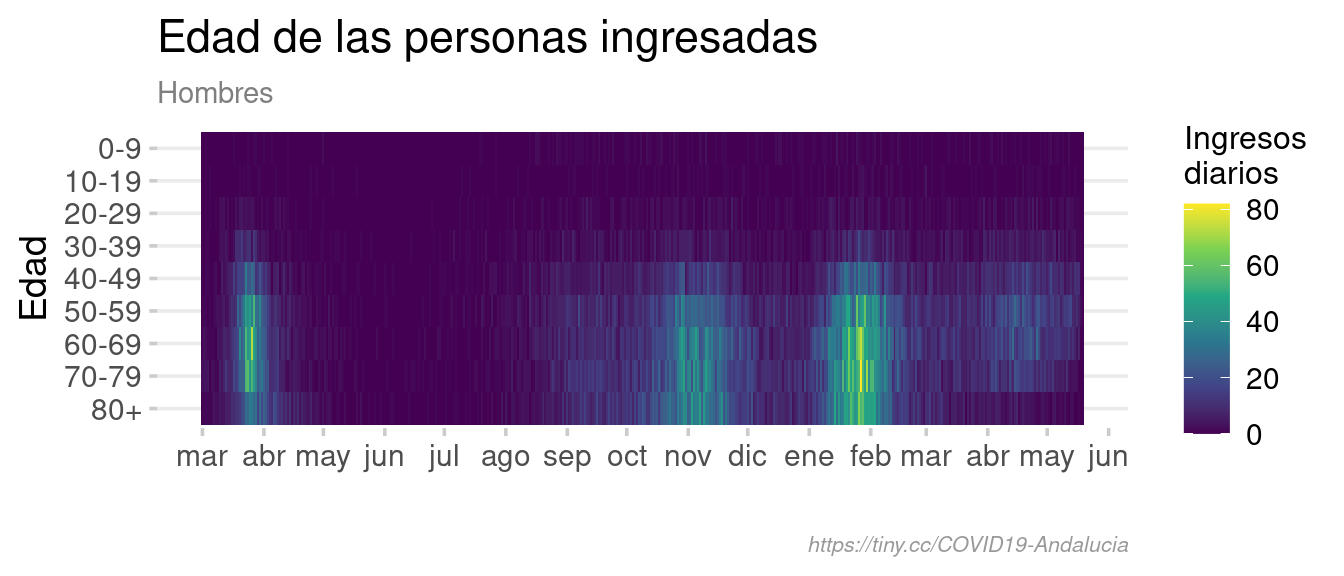 Edad de las personas ingresadas
Hombres
Ingresos
diarios
80
60
40
20
0
Edad
0-9
10-19
20-29
30-39
40-49
50-59
60-69
70-79
80+
mar abr may jun jul ago sep oct nov dic ene feb mar abr may jun
https://tiny.cc/COVID19-Andalucia